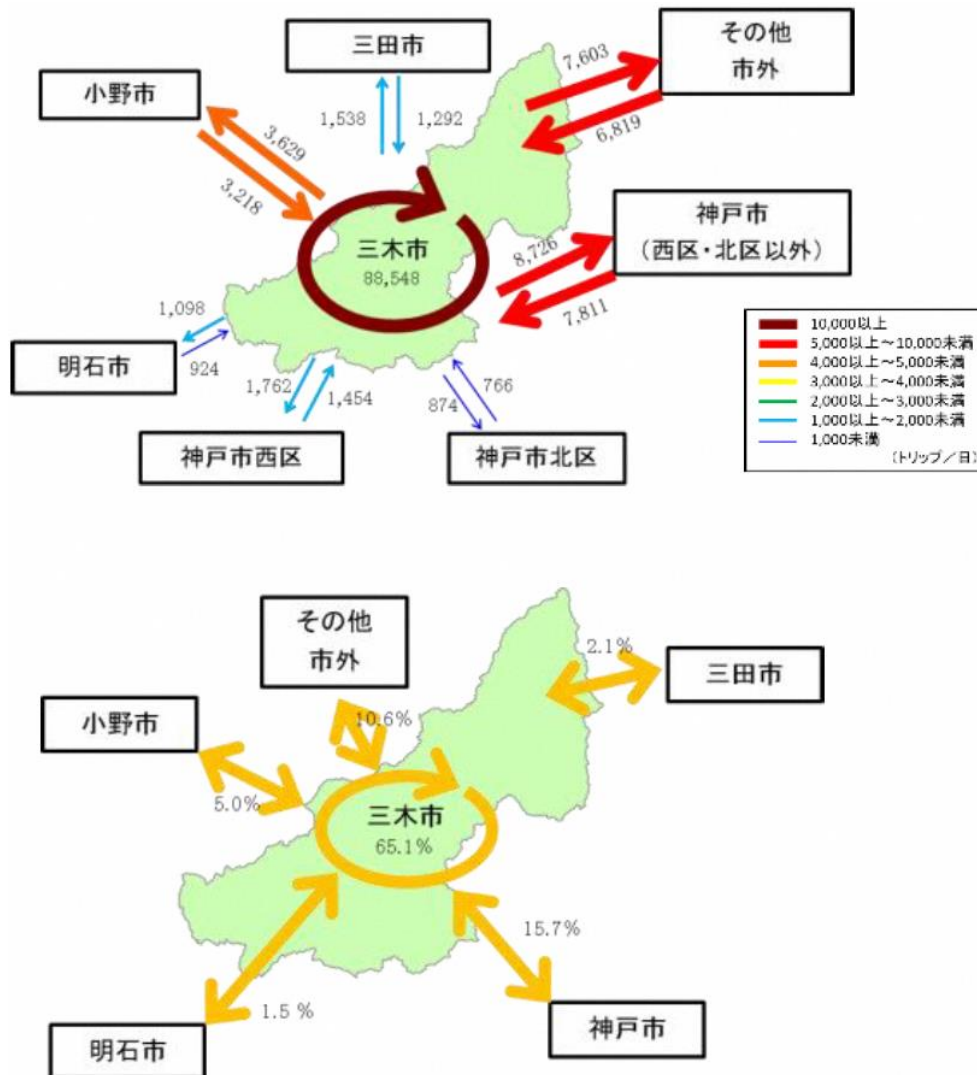 三田市
その他
市外
小野市
7,603
6,819
1,538
1,292
3,629
3,218
神戸市
（西区・北区以外）
8,726
7,811
三木市
88,548
1,098
924
明石市
1,762
1,454
766
874
神戸市西区
神戸市北区
10,000以上
5,000以上～10,000未満
4,000以上～5,000未満
3,000以上～4,000未満
2,000以上～3,000未満
1,000以上～2,000未満
1,000未満
（トリップ／日）
その他
市外
2.1%
三田市
小野市
10.6%
5.0%
三木市
65.1%
15.7%
1.5 %
神戸市
明石市